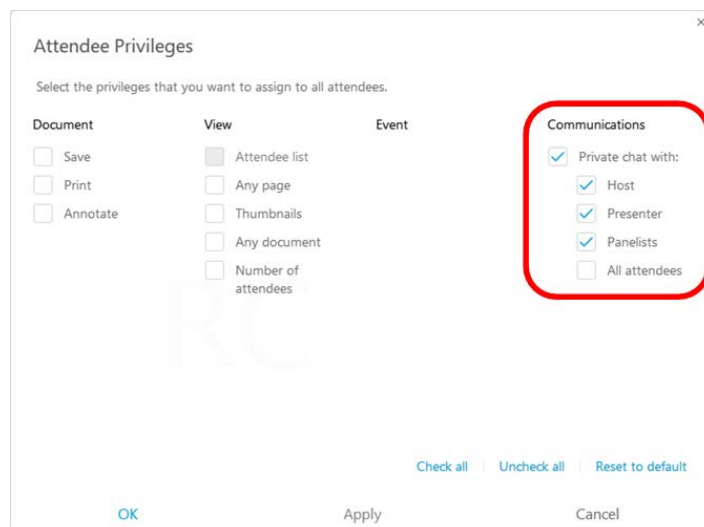 Attendee Privileges
Select the privileges that you want to assign to all attendees.
Document
Save
Print
Annotate
View
Attendee list
Any page
Thumbnails
Any document
Number of
attendees
Event
Communications
Private chat with:
Host
Presenter
Panelists
All attendees
RC
Check all
Uncheck all
Reset to default
OK
Apply
Cancel